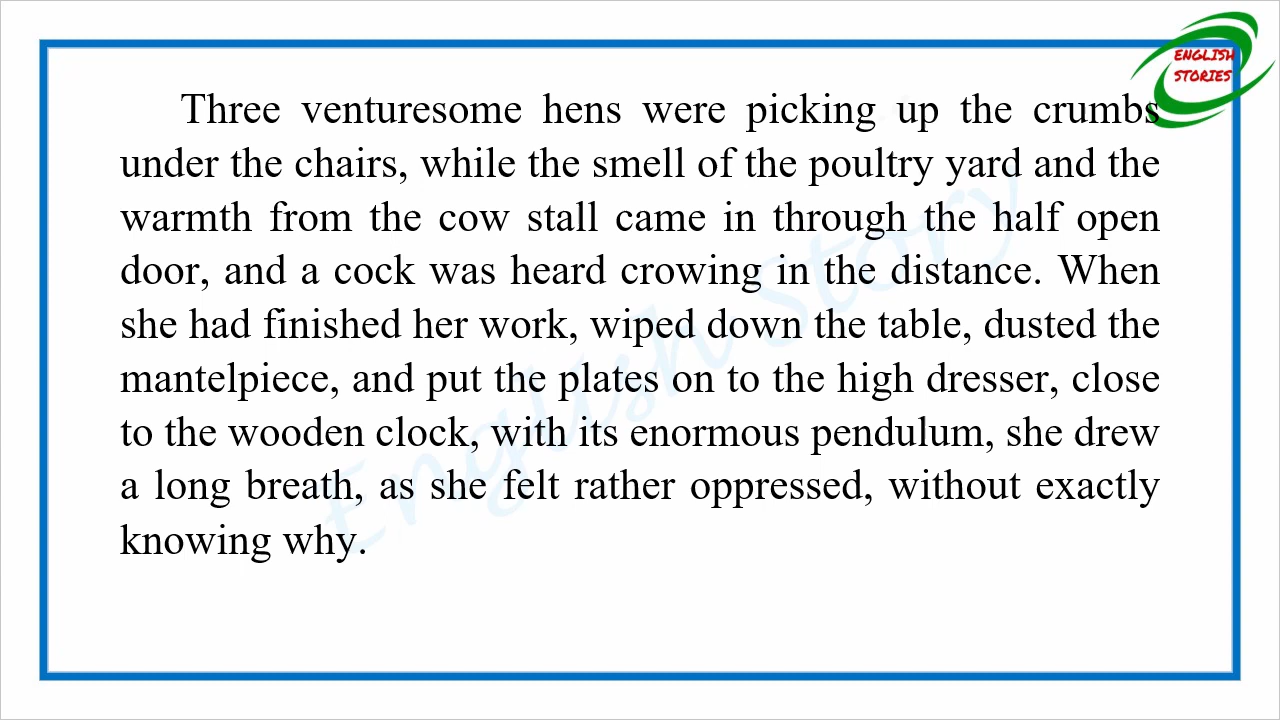 ENGLISH
STORIES
Three venturesome hens were picking up the crumbs
under the chairs, while the smell of the poultry yard and the
warmth from the cow stall came in through the half open
door, and a cock was heard crowing in the distance. When
she had finished her work, wiped down the table, dusted the
mantelpiece, and put the plates on to the high dresser, close
to the wooden clock, with its enormous pendulum, she drew
a long breath, as she felt rather oppressed, without exactly
knowing why.
English Story